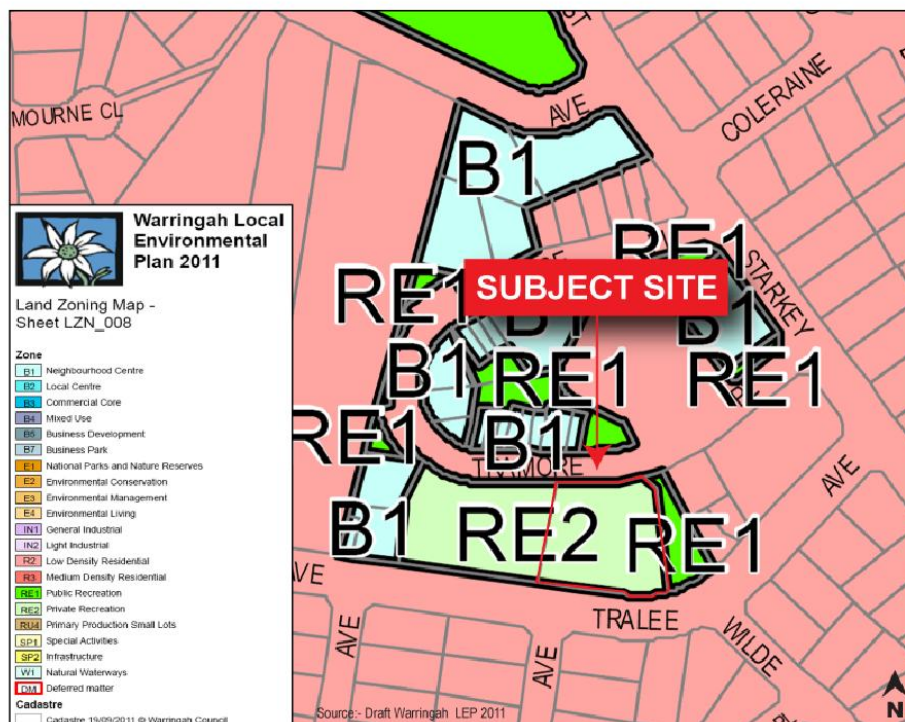 MOURNE CL
AVE
COLERAINE
B1
RE1
STARKEY
RE1
SUBJECT SITE
B1
B1
B1
RE1
RE1
RE1
B1
TRAMORE
AVE
B1
RE2
RE1
AVE
TRALEE
WILDE
AVE
AVE
N
Warringah Local
Environmental
Plan 2011
Land Zoning Map -
Sheet LZN_008
Zone
B1 Neighbourhood Centre
B2 Local Centre
B3 Commercial Core
B4 Mixed Use
B5 Business Development
B7 Business Park
E1 National Parks and Nature Reserves
E2 Environmental Conservation
E3 Environmental Management
E4 Environmental Living
IN1 General Industrial
IN2 Light Industrial
R2 Low Density Residential
R3 Medium Density Residential
RE1 Public Recreation
RE2 Private Recreation
RU4 Primary Production Small Lots
SP1 Special Activities
SP2 Infrastructure
W1 Natural Waterways
DM Deferred matter
Cadastre
Cadastre 19/09/2011 © Warringah Council
Source:- Draft Warringah LEP 2011